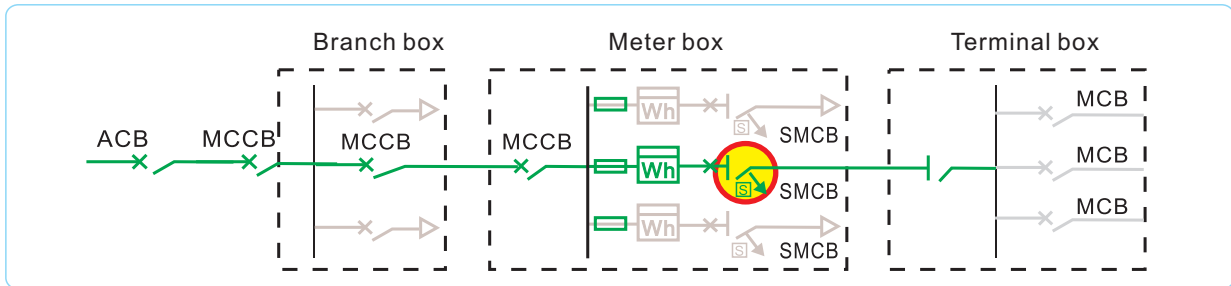 Branch box
Meter box
Terminal box
ACB
MCCB
MCCB
MCCB
Wh
S
SMCB
Wh
S
SMCB
Wh
S
SMCB
MCB
MCB
MCB